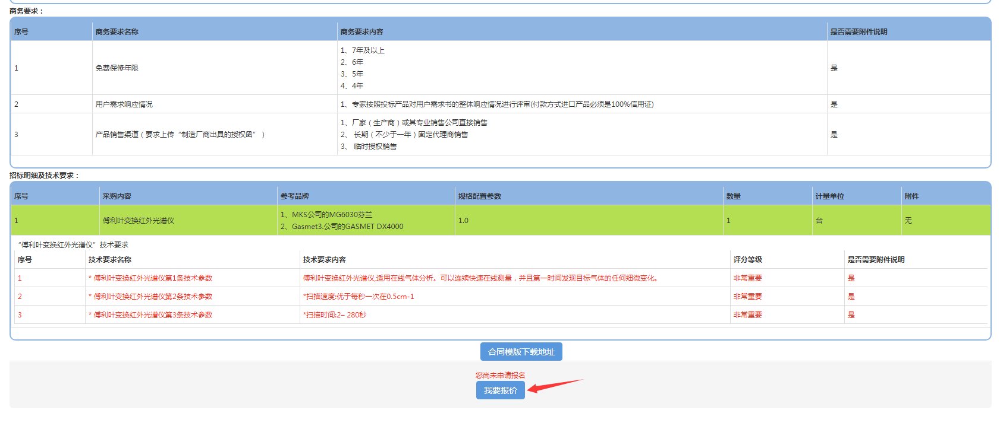 商务要求：
序号 商务要求名称 商务要求内容 是否需要附件说明
1 免费保修年限 1、7年及以上
2、6年
3、5年
4、4年
是
2 用户需求响应情况 1、专家按照投标产品对用户需求书的整体响应情况进行评审(付款方式进口产品必须是100%信用证) 是
3 产品销售渠道（要求上传“制造厂商出具的授权函”） 1、厂家（生产商）或其专业销售公司直接销售
2、 长期（不少于一年）固定代理商销售
3、 临时授权销售
是
招标明细及技术要求：
序号 采购内容 参考品牌 规格配置参数 数量 计量单位 附件
1 傅利叶变换红外光谱仪 1、MKS公司的MG6030芬兰
2、Gasmet3.公司的GASMET DX4000
1.0 1 台 无
“傅利叶变换红外光谱仪”技术要求
序号 技术要求名称 技术要求内容 评分等级 是否需要附件说明
1 * 傅利叶变换红外光谱仪第1条技术参数 傅利叶变换红外光谱仪,适用在线气体分析。可以连续快速在线测量，并且第一时间发现目标气体的任何细微变化。 非常重要 是
2 * 傅利叶变换红外光谱仪第2条技术参数 *扫描速度:优于每秒一次在0.5cm-1 非常重要 是
3 * 傅利叶变换红外光谱仪第3条技术参数 *扫描时间:2– 280秒 非常重要 是
合同模版下载地址
您尚未申请报名
我要报价